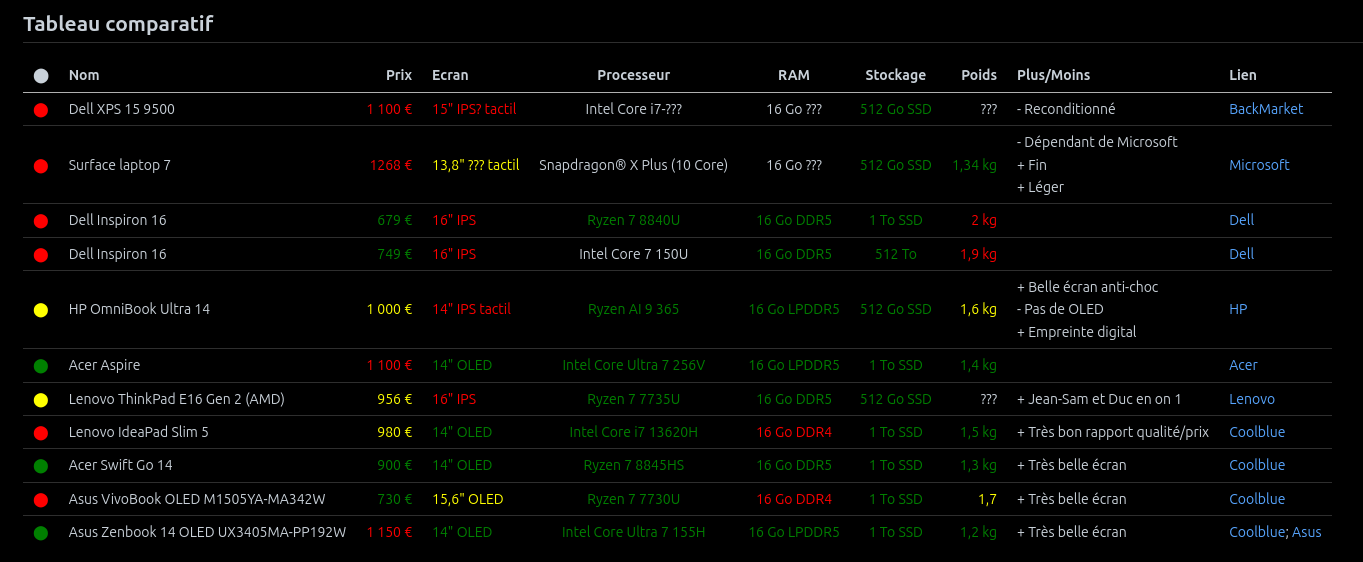 Tableau comparatif
Nom Prix Ecran Processeur RAM Stockage Poids Plus/Moins Lien
Dell XPS 15 9500 1 100 € 15" IPS? tactil Intel Core i7-??? 16 Go ??? 512 Go SSD ??? - Reconditionné BackMarket
- Dépendant de Microsoft
Surface laptop 7 1268 € 13,8" ??? tactil Snapdragon® X Plus (10 Core) 16 Go ??? 512 Go SSD 1,34 kg + Fin Microsoft
+ Léger
Dell Inspiron 16 679 € 16" IPS Ryzen 7 8840U 16 Go DDR5 1 To SSD 2 kg Dell
Dell Inspiron 16 749 € 16" IPS Intel Core 7 150U 16 Go DDR5 512 To 1,9 kg Dell
+ Belle écran anti-choc
HP OmniBook Ultra 14 1 000 € 14" IPS tactil Ryzen AI 9 365 16 Go LPDDR5 512 Go SSD 1,6 kg - Pas de OLED HP
+ Empreinte digital
Acer Aspire 1 100 € 14" OLED Intel Core Ultra 7 256V 16 Go LPDDR5 1 To SSD 1,4 kg Acer
Lenovo ThinkPad E16 Gen 2 (AMD) 956 € 16" IPS Ryzen 7 7735U 16 Go DDR5 512 Go SSD ??? + Jean-Sam et Duc en on 1 Lenovo
Lenovo IdeaPad Slim 5 980 € 14" OLED Intel Core i7 13620H 16 Go DDR4 1 To SSD 1,5 kg + Très bon rapport qualité/prix Coolblue
Acer Swift Go 14 900 € 14" OLED Ryzen 7 8845HS 16 Go DDR5 1 To SSD 1,3 kg + Très belle écran Coolblue
Asus VivoBook OLED M1505YA-MA342W 730 € 15,6" OLED Ryzen 7 7730U 16 Go DDR4 1 To SSD 1,7 + Très belle écran Coolblue
Asus Zenbook 14 OLED UX3405MA-PP192W 1 150 € 14" OLED Intel Core Ultra 7 155H 16 Go LPDDR5 1 To SSD 1,2 kg + Très belle écran Coolblue; Asus